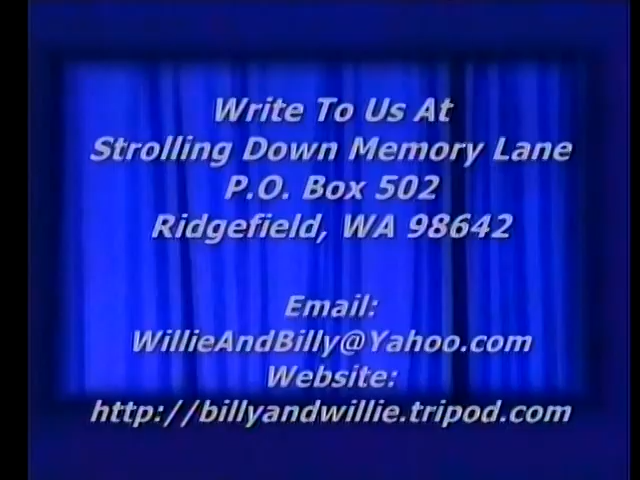 Write To Us At
Strolling Down Memory Lane
P.O. Box 502
Ridgefield, WA 98642
Email:
WillieAndBilly@Yahoo.com
Website:
http://billyandwillie.tripod.com